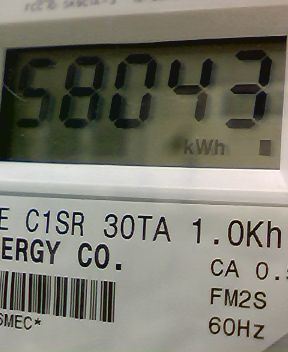 58043
kWh
E C1SR 30TA 1.0Kh
ERGY CO.
CA 0.
FM2S
60Hz
SMEC*